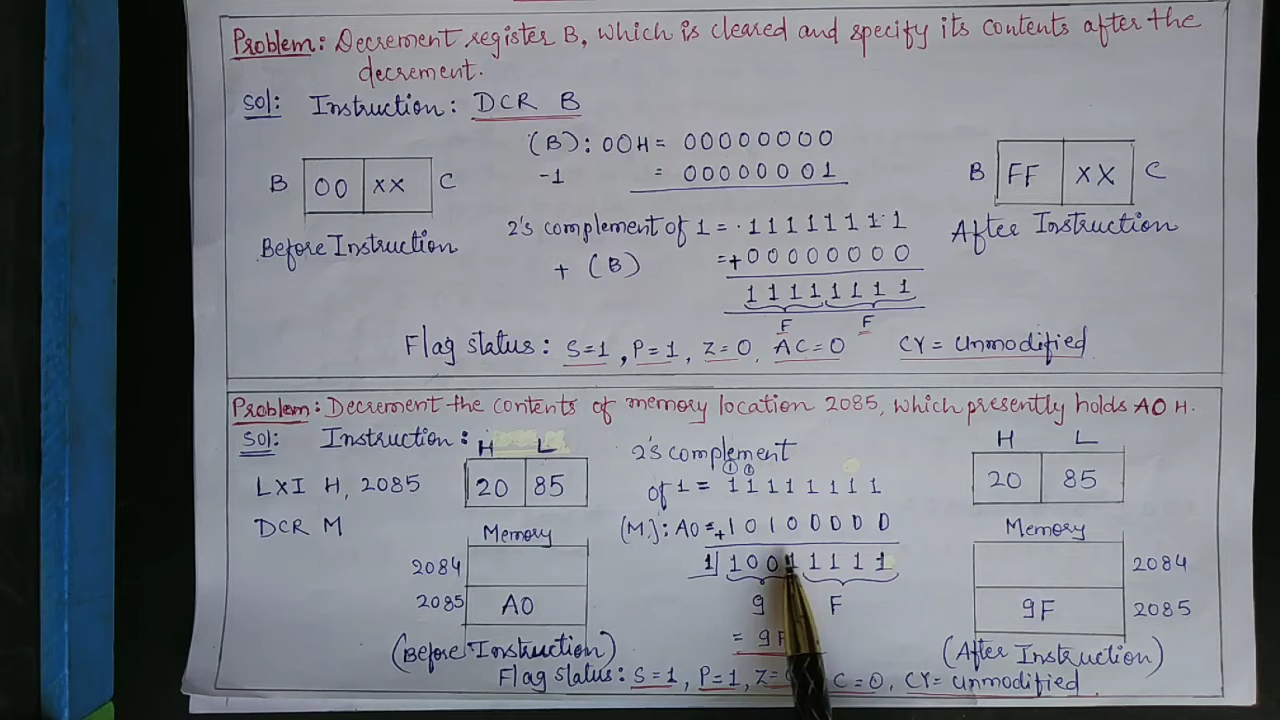 Problem: Decrement register B, which is cleared and specify its contents after the
decrement.
Sol: Instruction: DCR B
(B): 00H = 00000000
-1 = 00000001
B 00 XX C
B FF XX C
2's complement of 1 = 11111111
+ (B) = + 00000000
11111111
F F
Before Instruction
After Instruction
Flag status: S=1, P=1, Z=0, AC=0 CY = Unmodified
Problem: Decrement the contents of memory location 2085, which presently holds A0 H.
Sol: Instruction:
LXI H, 2085
DCR M
H L
20 85
Memory
2084
2085 A0
(Before Instruction)
2's complement
1 1
of 1 = 11111111
(M): A0 = + 10100000
1 10011111
9 F
= 9F
H L
20 85
Memory
2084
9F 2085
(After Instruction)
Flag status: S=1, P=1, Z= C=0, CY = Unmodified